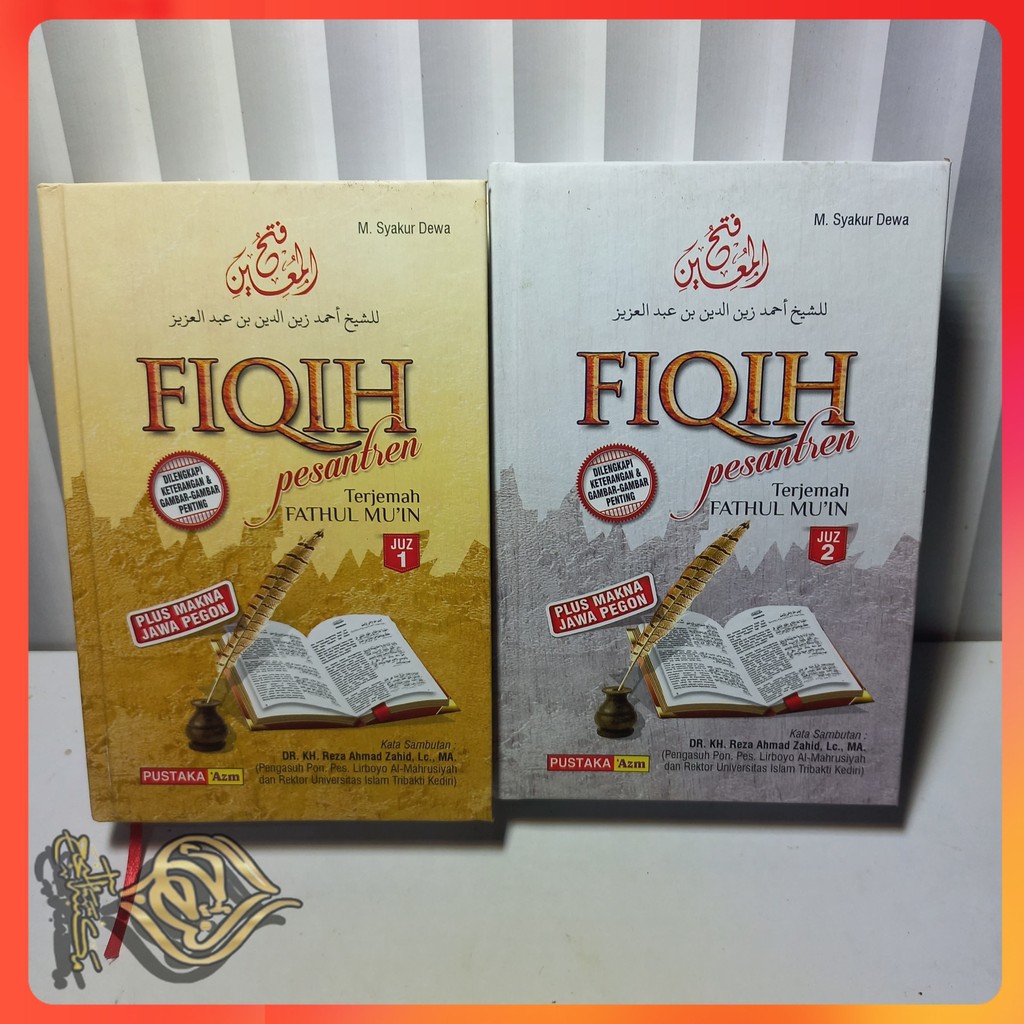 M. Syakur Dewa
فتح
المعين
للشيخ أحمد زين الدين بن عبد العزيز
FIQIH
pesantren
DILENGKAPI
KETERANGAN &
GAMBAR-GAMBAR
PENTING
Terjemah
FATHUL MU'IN
JUZ
1
PLUS MAKNA
JAWA PEGON
Kata Sambutan :
DR. KH. Reza Ahmad Zahid, Lc., MA.
(Pengasuh Pon. Pes. Lirboyo Al-Mahrusiyah
dan Rektor Universitas Islam Tribakti Kediri)
PUSTAKA 'Azm
M. Syakur Dewa
فتح
المعين
للشيخ أحمد زين الدين بن عبد العزيز
FIQIH
pesantren
DILENGKAPI
KETERANGAN &
GAMBAR-GAMBAR
PENTING
Terjemah
FATHUL MU'IN
JUZ
2
PLUS MAKNA
JAWA PEGON
Kata Sambutan :
DR. KH. Reza Ahmad Zahid, Lc., MA.
(Pengasuh Pon. Pes. Lirboyo Al-Mahrusiyah
dan Rektor Universitas Islam Tribakti Kediri)
PUSTAKA 'Azm